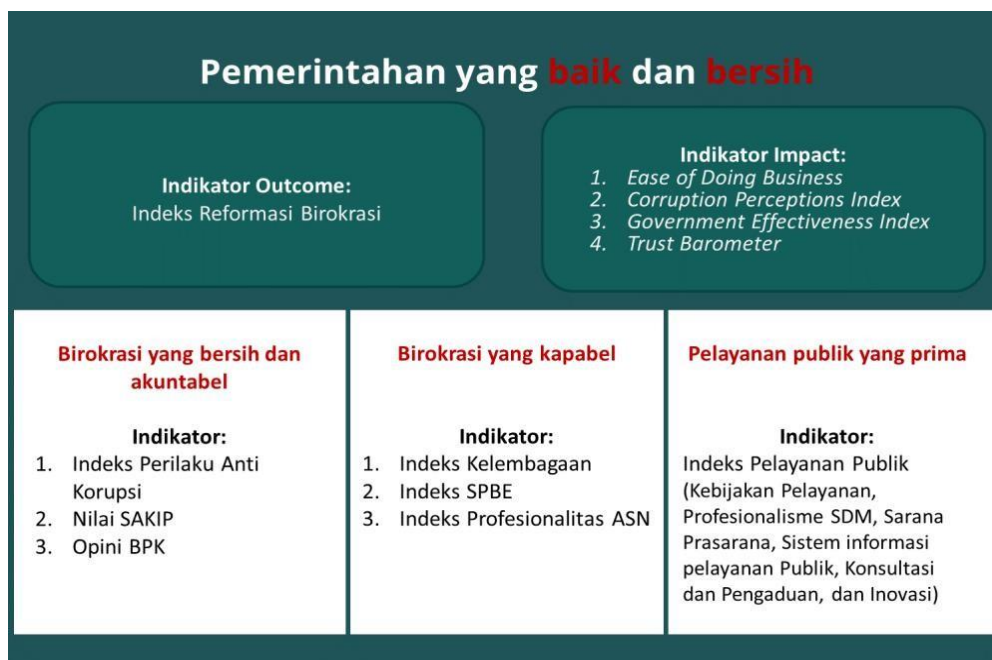 Pemerintahan yang baik dan bersih
Indikator Outcome:
Indeks Reformasi Birokrasi
Indikator Impact:
1. Ease of Doing Business
2. Corruption Perceptions Index
3. Government Effectiveness Index
4. Trust Barometer
Birokrasi yang bersih dan
akuntabel
Indikator:
1. Indeks Perilaku Anti
Korupsi
2. Nilai SAKIP
3. Opini BPK
Birokrasi yang kapabel
Indikator:
1. Indeks Kelembagaan
2. Indeks SPBE
3. Indeks Profesionalitas ASN
Pelayanan publik yang prima
Indikator:
Indeks Pelayanan Publik
(Kebijakan Pelayanan,
Profesionalisme SDM, Sarana
Prasarana, Sistem informasi
pelayanan Publik, Konsultasi
dan Pengaduan, dan Inovasi)